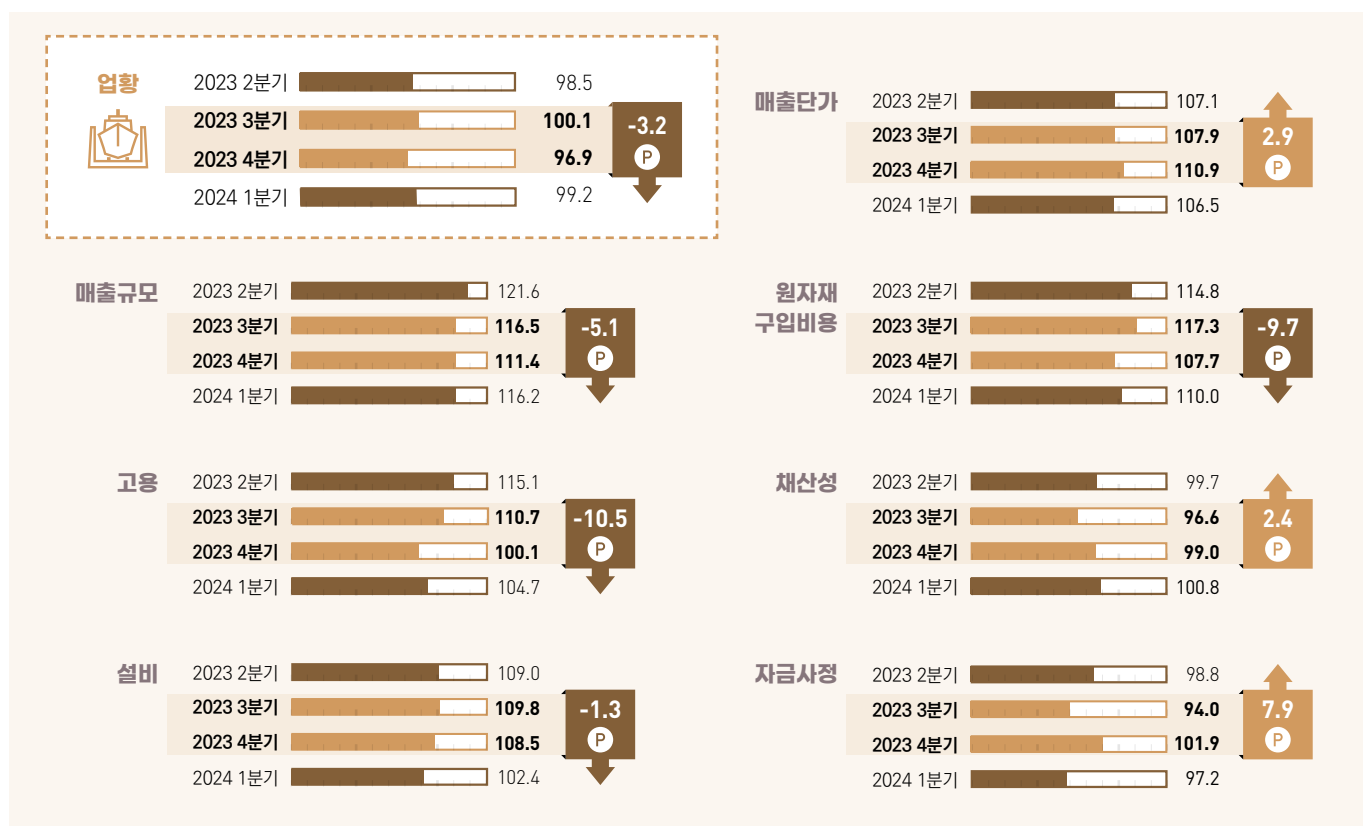 업황
2023 2분기 98.5
2023 3분기 100.1
2023 4분기 96.9
2024 1분기 99.2
-3.2
P
매출단가
2023 2분기 107.1
2023 3분기 107.9
2023 4분기 110.9
2024 1분기 106.5
2.9
P
매출규모
2023 2분기 121.6
2023 3분기 116.5
2023 4분기 111.4
2024 1분기 116.2
-5.1
P
원자재
구입비용
2023 2분기 114.8
2023 3분기 117.3
2023 4분기 107.7
2024 1분기 110.0
-9.7
P
고용
2023 2분기 115.1
2023 3분기 110.7
2023 4분기 100.1
2024 1분기 104.7
-10.5
P
채산성
2023 2분기 99.7
2023 3분기 96.6
2023 4분기 99.0
2024 1분기 100.8
2.4
P
설비
2023 2분기 109.0
2023 3분기 109.8
2023 4분기 108.5
2024 1분기 102.4
-1.3
P
자금사정
2023 2분기 98.8
2023 3분기 94.0
2023 4분기 101.9
2024 1분기 97.2
7.9
P